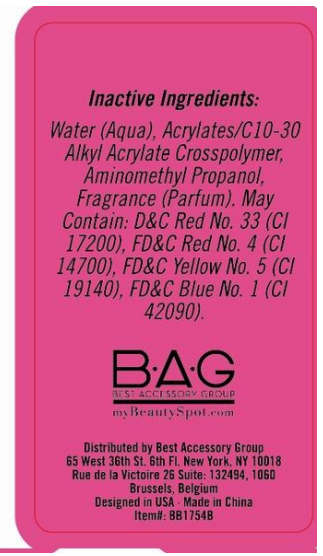 Inactive Ingredients:
Water (Aqua), Acrylates/C10-30
Alkyl Acrylate Crosspolymer,
Aminomethyl Propanol,
Fragrance (Parfum). May
Contain: D&C Red No. 33 (CI
17200), FD&C Red No. 4 (CI
14700), FD&C Yellow No. 5 (CI
19140), FD&C Blue No. 1 (CI
42090).
B·A·G
BEST ACCESSORY GROUP
myBeautySpot.com
Distributed by Best Accessory Group
65 West 36th St. 6th Fl. New York, NY 10018
Rue de la Victoire 26 Suite: 132494, 1060
Brussels, Belgium
Designed in USA · Made in China
Item#: BB1754B